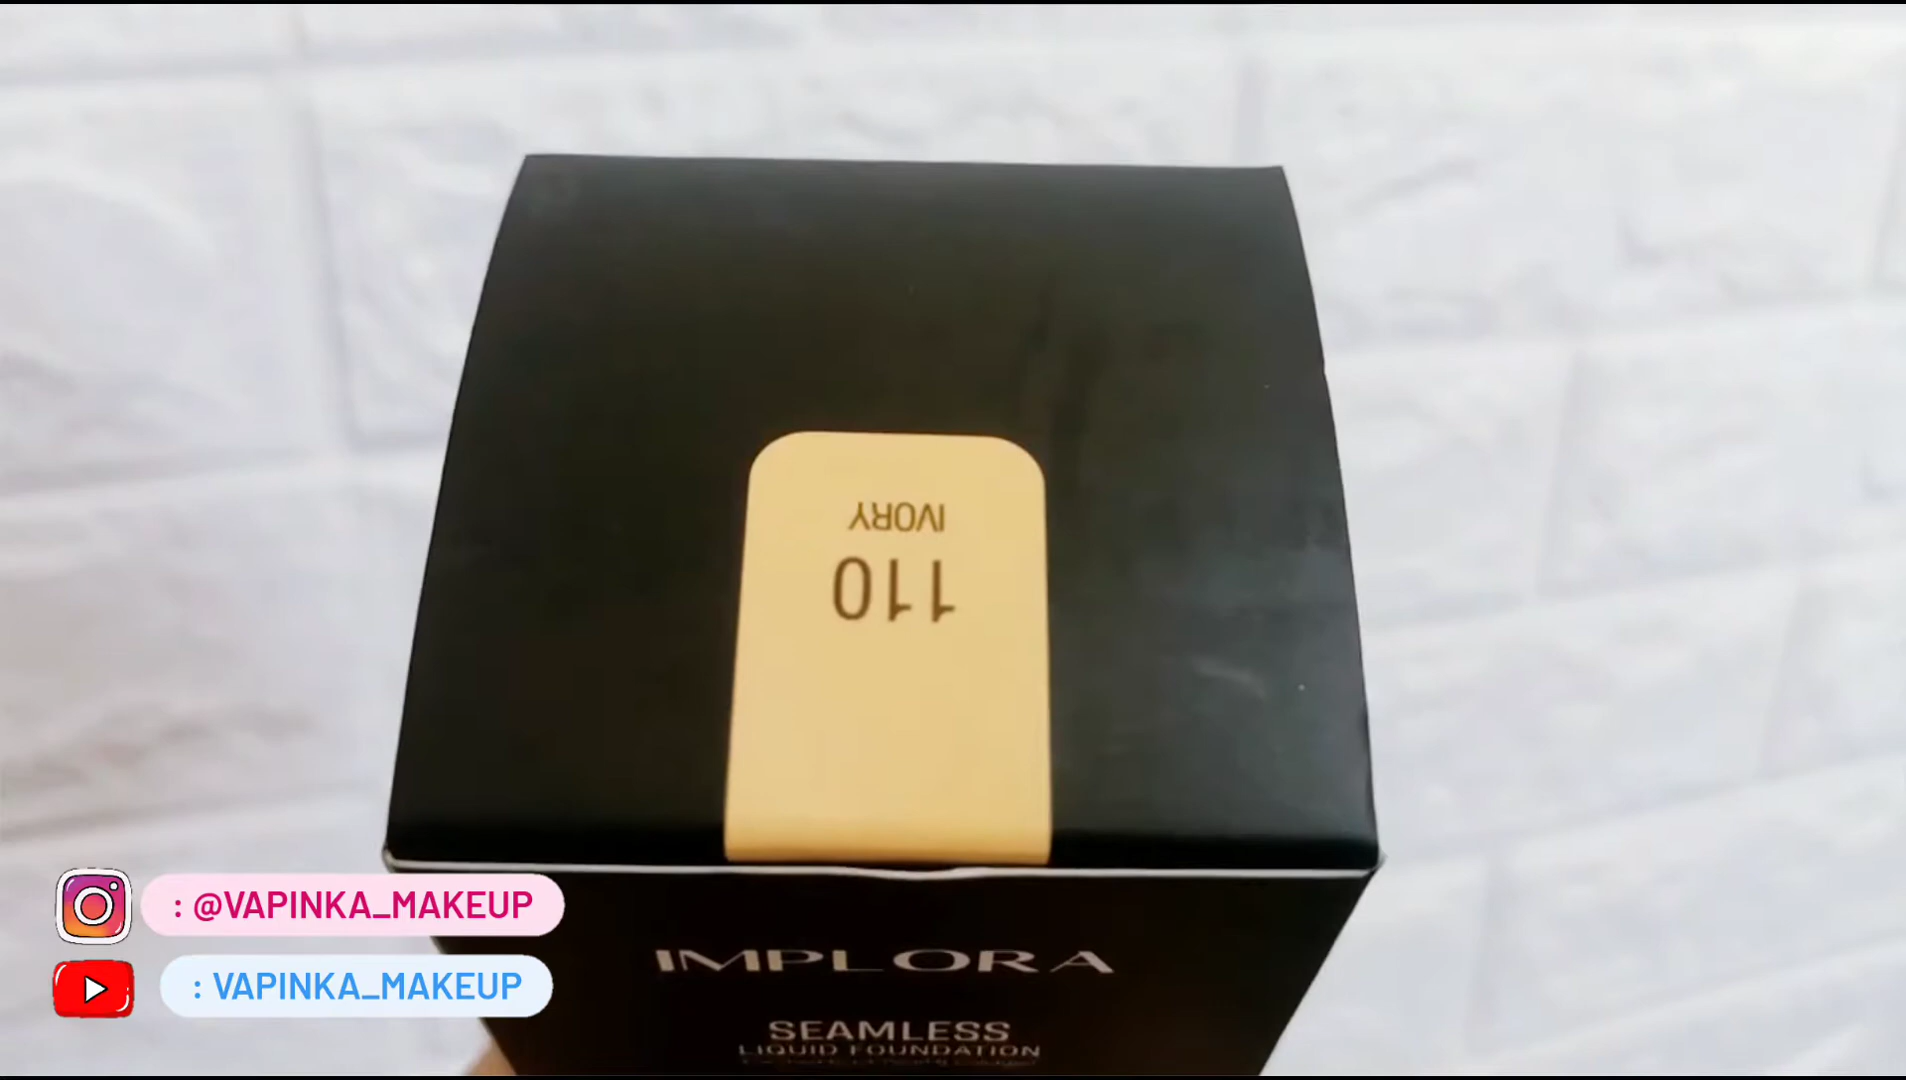 IVORY
110
: @VAPINKA_MAKEUP
: VAPINKA_MAKEUP
IMPLORA
SEAMLESS
LIQUID FOUNDATION